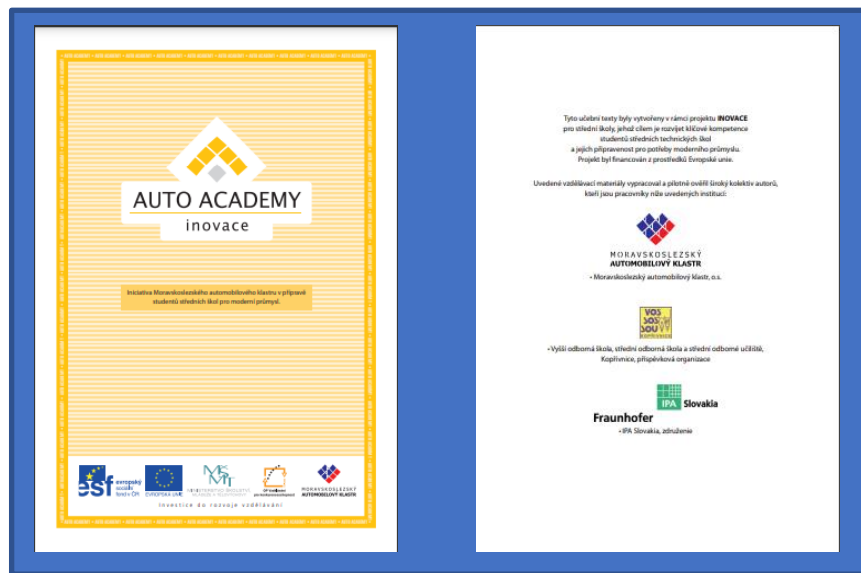 AUTO ACADEMY
inovace
Iniciativa Moravskoslezského automobilového klastru v přípravě
studentů středních škol pro moderní průmysl.
esf evropský
sociální
fond v ČR
EVROPSKÁ UNIE
MORAVSKOSLEZSKÝ
AUTOMOBILOVÝ KLASTR
Investice do rozvoje vzdělávání
Tyto učební texty byly vytvořeny v rámci projektu INOVACE
pro střední školy, jehož cílem je rozvíjet klíčové kompetence
studentů středních technických škol
a jejich připravenost pro potřeby moderního průmyslu.
Projekt byl financován z prostředků Evropské unie.
Uvedené vzdělávací materiály vypracoval a pilotně ověřil široký kolektiv autorů,
kteří jsou pracovníky níže uvedených institucí:
MORAVSKOSLEZSKÝ
AUTOMOBILOVÝ KLASTR
• Moravskoslezský automobilový klastr, o.s.
VOŠ
SOŠ
SOU
KOPŘIVNICE
• Vyšší odborná škola, střední odborná škola a střední odborné učiliště,
Kopřivnice, příspěvková organizace
IPA Slovakia
Fraunhofer
• IPA Slovakia, združenie